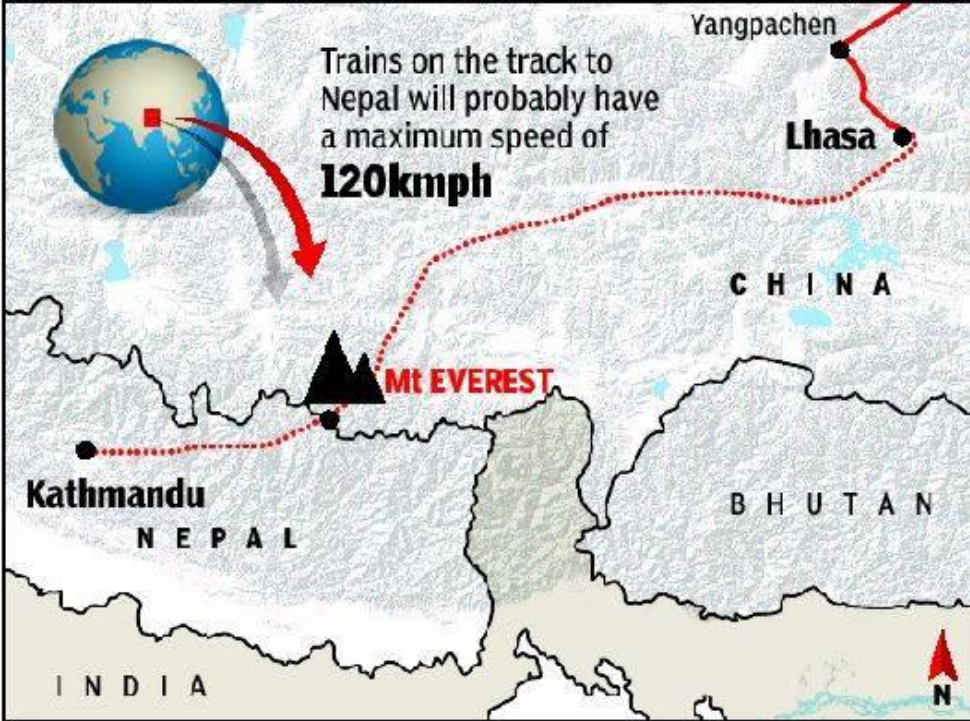 Yangpachen
Trains on the track to
Nepal will probably have
a maximum speed of
120kmph
Lhasa
CHINA
Mt EVEREST
Kathmandu
NEPAL
BHUTAN
INDIA
N